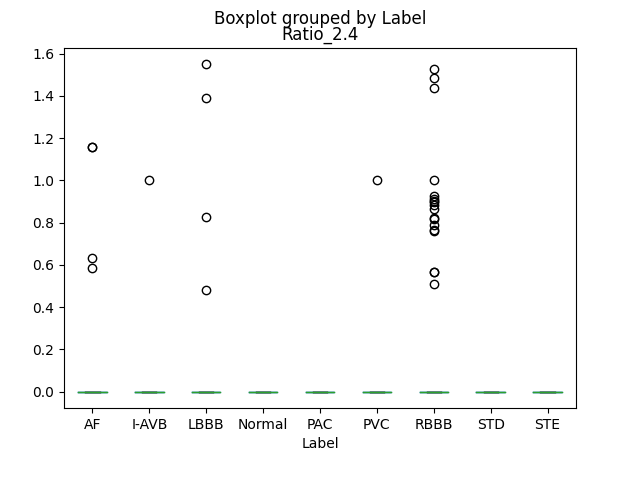 Boxplot grouped by Label
Ratio_2.4
1.6
1.4
1.2
1.0
0.8
0.6
0.4
0.2
0.0
AF I-AVB LBBB Normal PAC PVC RBBB STD STE
Label